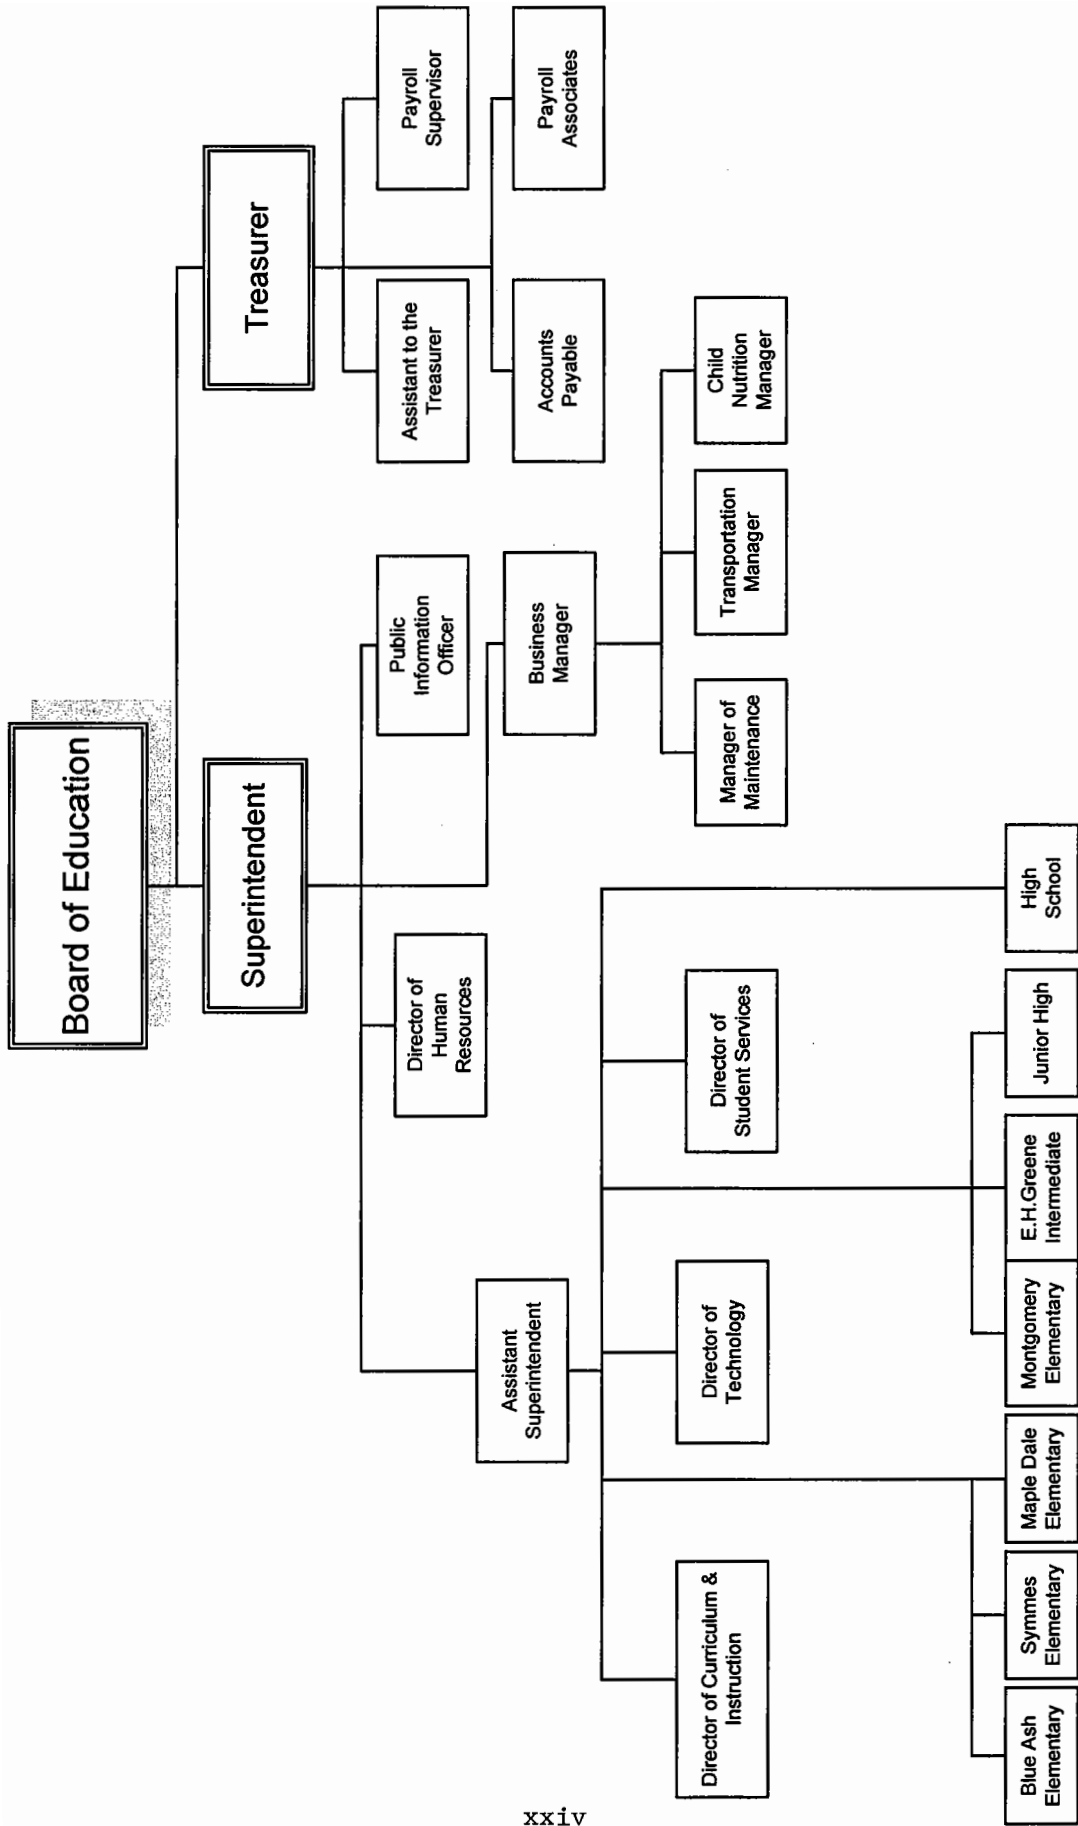 Board of Education
Superintendent
Treasurer
Public
Information
Officer
Assistant to the
Treasurer
Payroll
Supervisor
Director of
Human
Resources
Assistant
Superintendent
Business
Manager
Accounts
Payable
Payroll
Associates
Director of Curriculum &
Instruction
Director of
Technology
Director of
Student Services
Manager of
Maintenance
Transportation
Manager
Child
Nutrition
Manager
Blue Ash
Elementary
Symmes
Elementary
Maple Dale
Elementary
Montgomery
Elementary
E.H.Greene
Intermediate
Junior High
High
School
xxiv